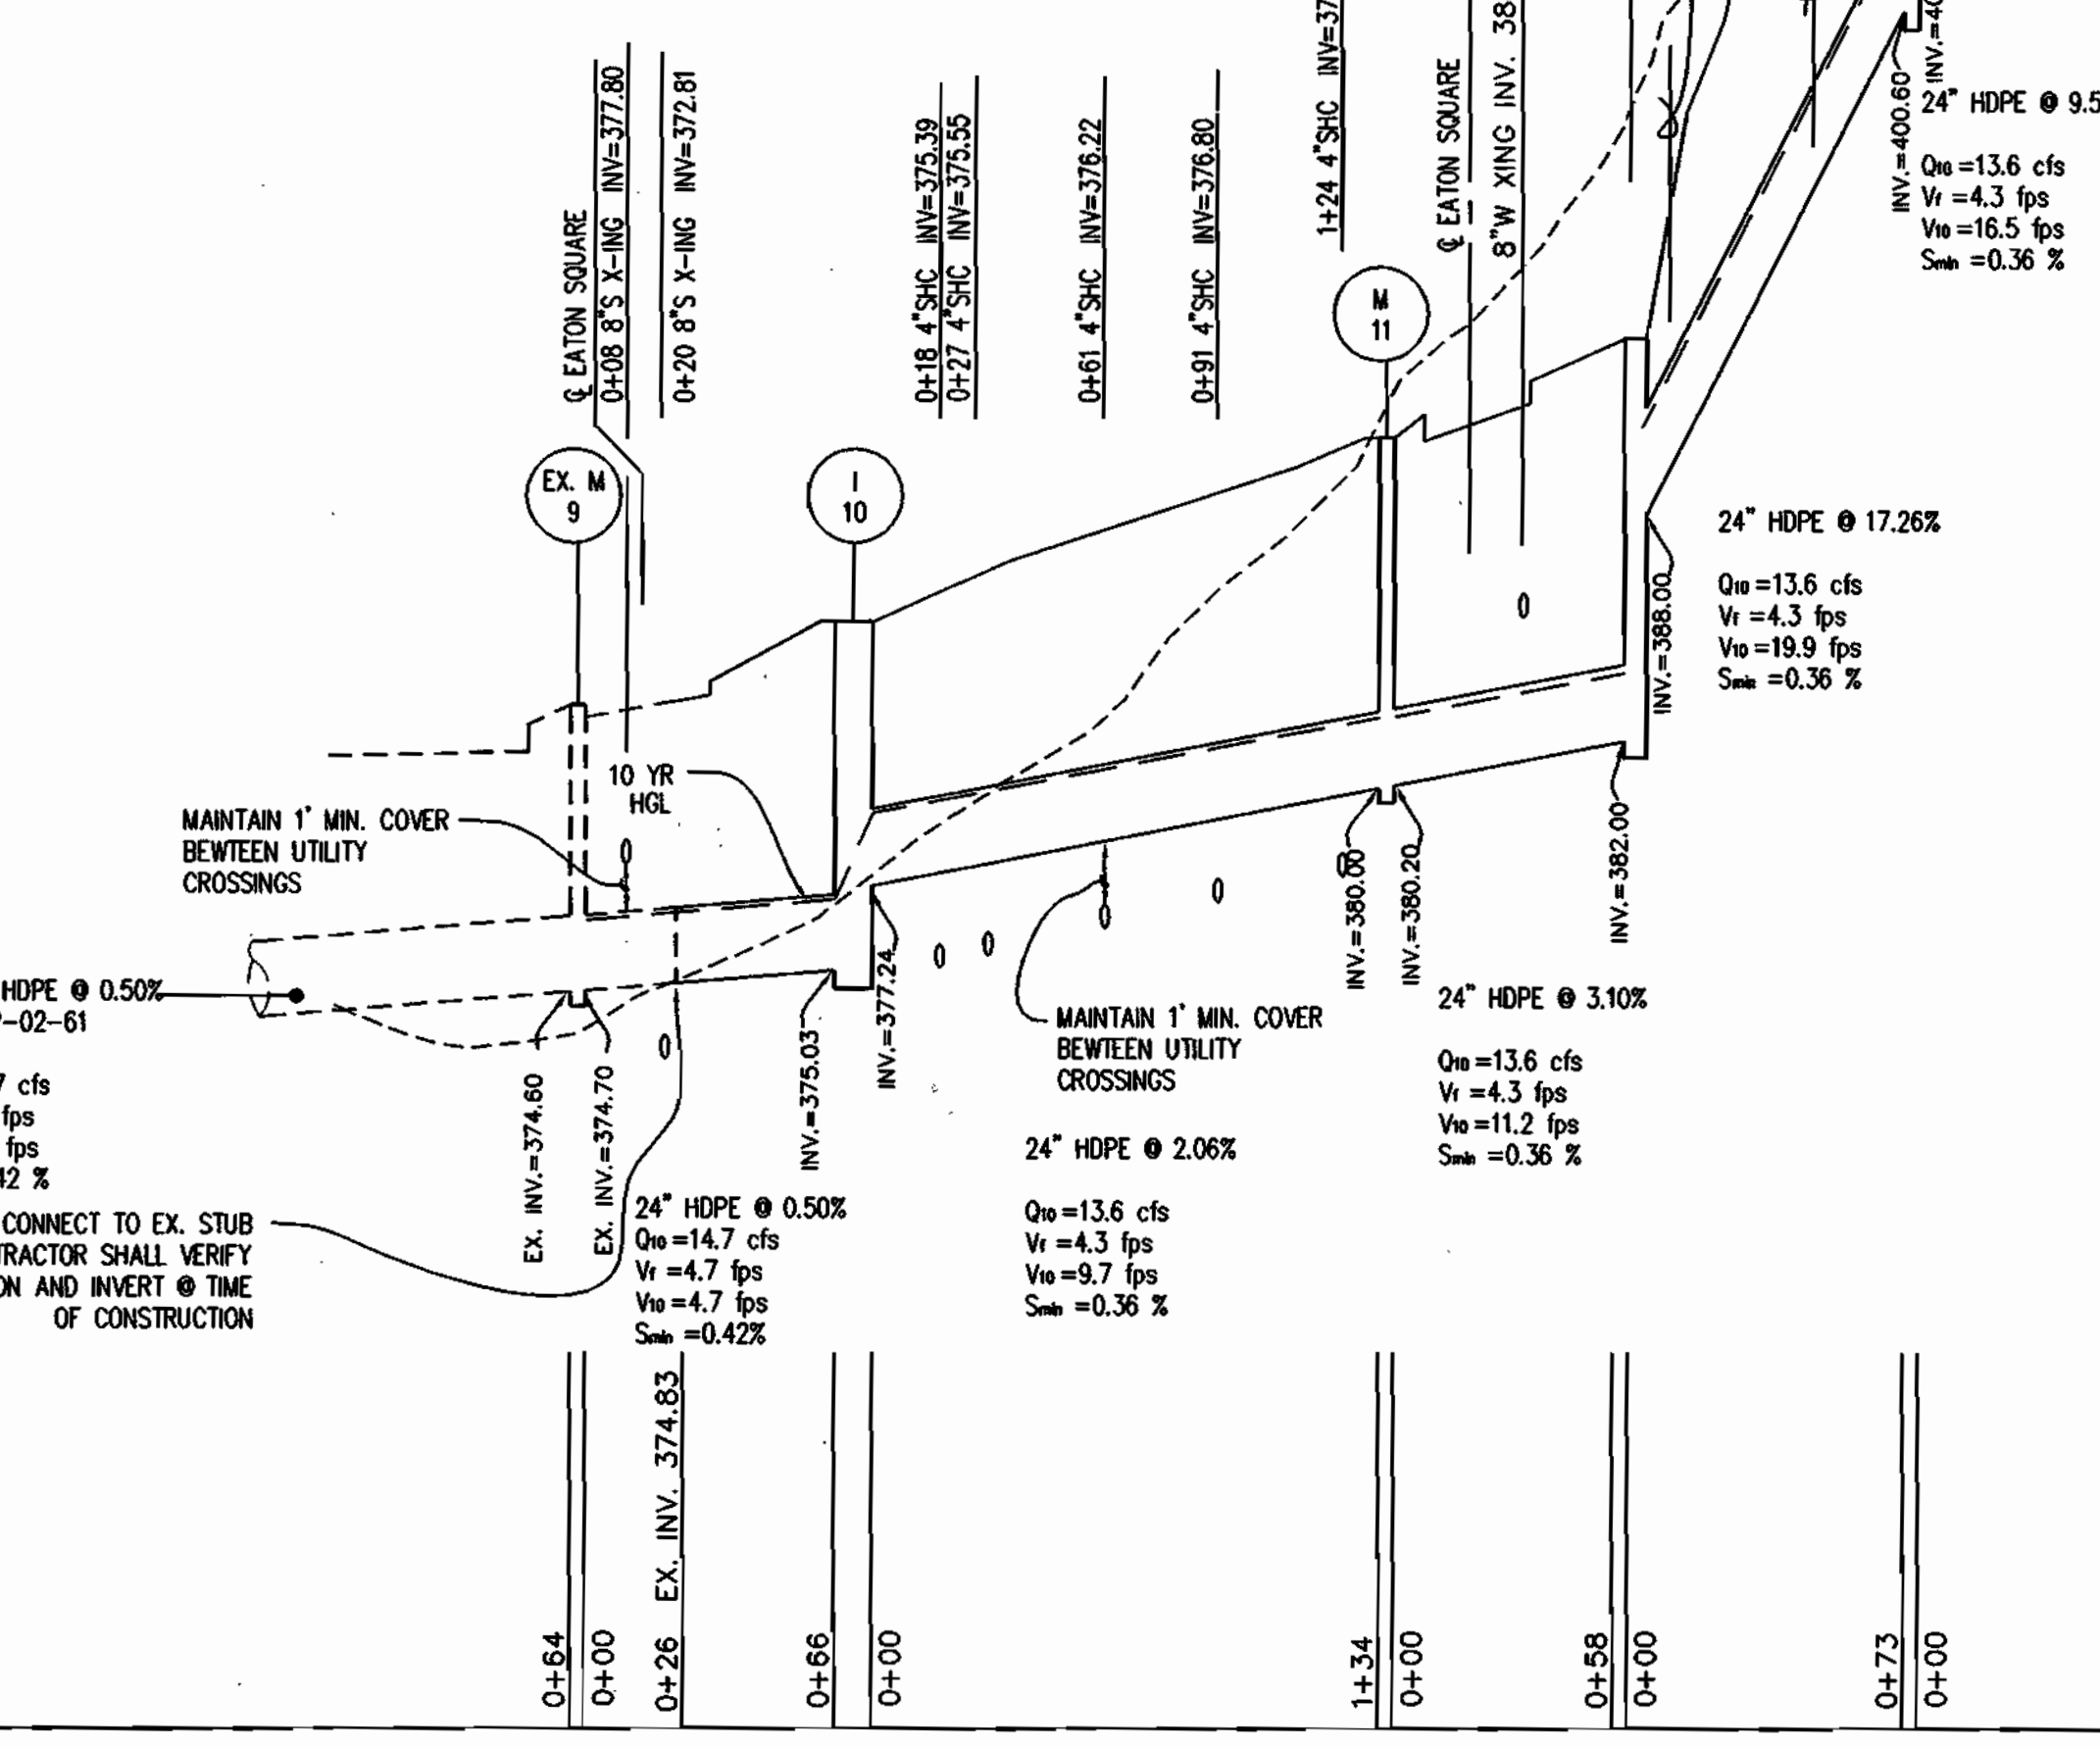 ℄ EATON SQUARE
0+08 8"S X-ING INV=377.80
0+20 8"S X-ING INV=372.81
0+18 4"SHC INV=375.39
0+27 4"SHC INV=375.55
0+61 4"SHC INV=376.22
0+91 4"SHC INV=376.80
1+24 4"SHC INV=37
℄ EATON SQUARE
8"W XING INV. 38
INV.=400.60
INV.=40
24" HDPE @ 9.5
Q10 =13.6 cfs
Vf =4.3 fps
V10 =16.5 fps
Smin =0.36 %
M
11
EX. M
9
I
10
24" HDPE @ 17.26%
Q10 =13.6 cfs
Vf =4.3 fps
V10 =19.9 fps
Smin =0.36 %
INV.=388.00
10 YR
HGL
MAINTAIN 1' MIN. COVER
BEWTEEN UTILITY
CROSSINGS
INV.=382.00
INV.=380.00
INV.=380.20
INV.=377.24
INV.=375.03
HDPE @ 0.50%
-02-61
7 cfs
fps
fps
42 %
EX. INV.=374.60
EX. INV.=374.70
MAINTAIN 1' MIN. COVER
BEWTEEN UTILITY
CROSSINGS
24" HDPE @ 3.10%
Q10 =13.6 cfs
Vf =4.3 fps
V10 =11.2 fps
Smin =0.36 %
24" HDPE @ 2.06%
Q10 =13.6 cfs
Vf =4.3 fps
V10 =9.7 fps
Smin =0.36 %
24" HDPE @ 0.50%
Q10 =14.7 cfs
Vf =4.7 fps
V10 =4.7 fps
Smin =0.42%
CONNECT TO EX. STUB
TRACTOR SHALL VERIFY
ON AND INVERT @ TIME
OF CONSTRUCTION
0+64
0+00
0+26 EX. INV. 374.83
0+66
0+00
1+34
0+00
0+58
0+00
0+73
0+00